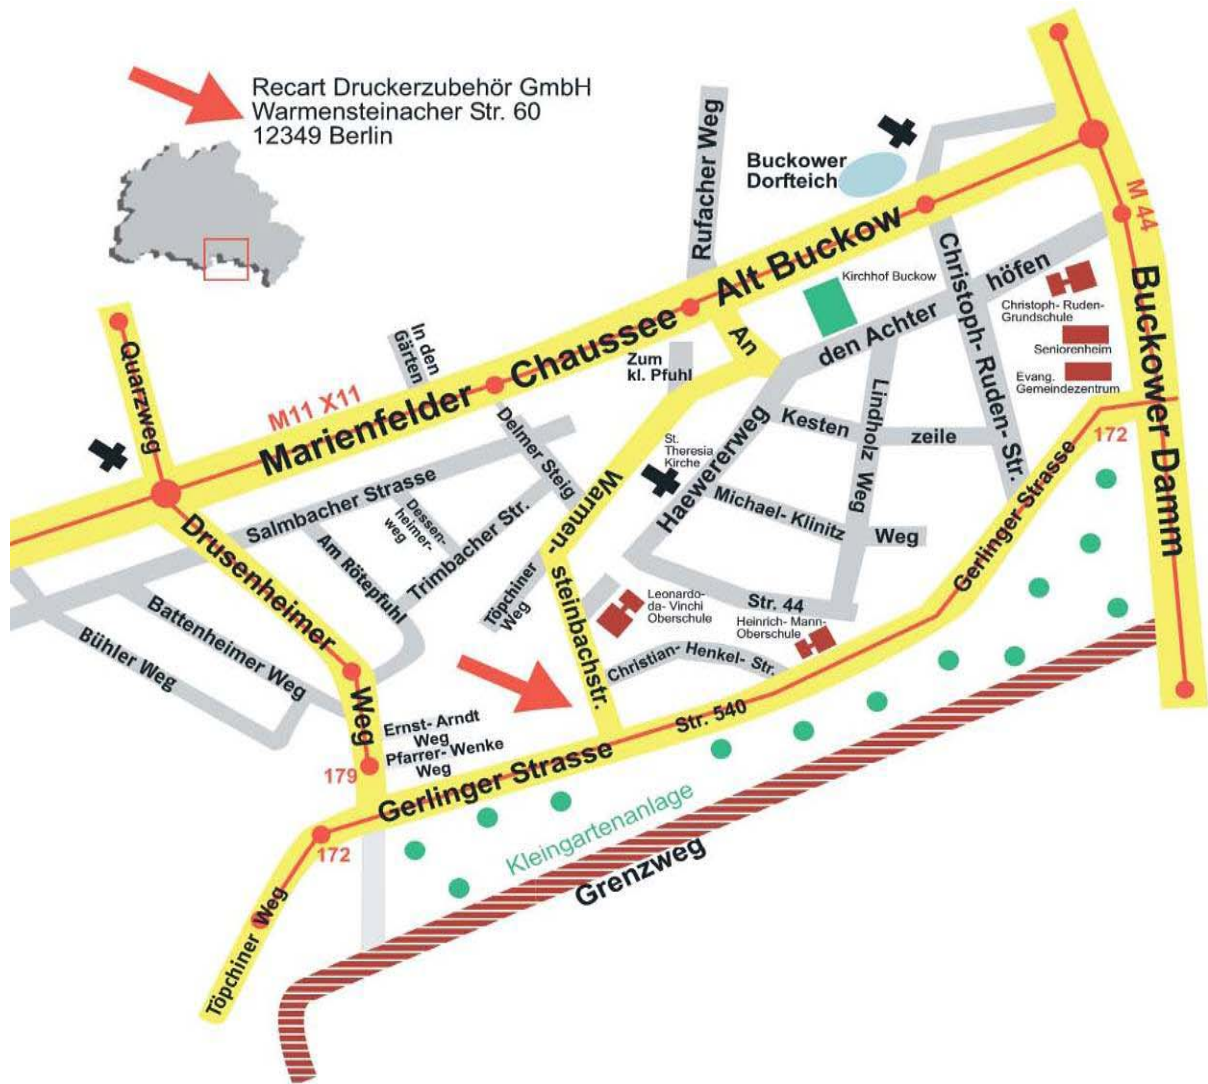 Recart Druckerzubehör GmbH
Warmensteinacher Str. 60
12349 Berlin
Rufacher Weg
Buckower
Dorfteich
M 44
Alt Buckow
Kirchhof Buckow
Christoph- Ruden- Str.
An
den Achter
höfen
Christoph- Ruden-
Grundschule
Seniorenheim
Evang.
Gemeindezentrum
Buckower Damm
Quarzweg
In den
Gärten
M11 X11
Marienfelder
Chaussee
Zum
kl. Pfuhl
Delmer Steig
Haewererweg
Kesten
zeile
Lindholz Weg
172
St.
Theresia
Kirche
Salmbacher Strasse
Dessen-
heimer-
weg
Warmen-
steinbachstr.
Michael- Klinitz
Weg
Gerlinger Strasse
Drusenheimer
Weg
Am Rötepfuhl
Trimbacher Str.
Töpchiner
Weg
Leonardo-
da- Vinchi
Oberschule
Str. 44
Heinrich- Mann-
Oberschule
Battenheimer Weg
Bühler Weg
Christian- Henkel- Str.
Ernst- Arndt
Weg
Pfarrer- Wenke
Weg
Str. 540
179
Gerlinger Strasse
172
Kleingartenanlage
Grenzweg
Töpchiner Weg